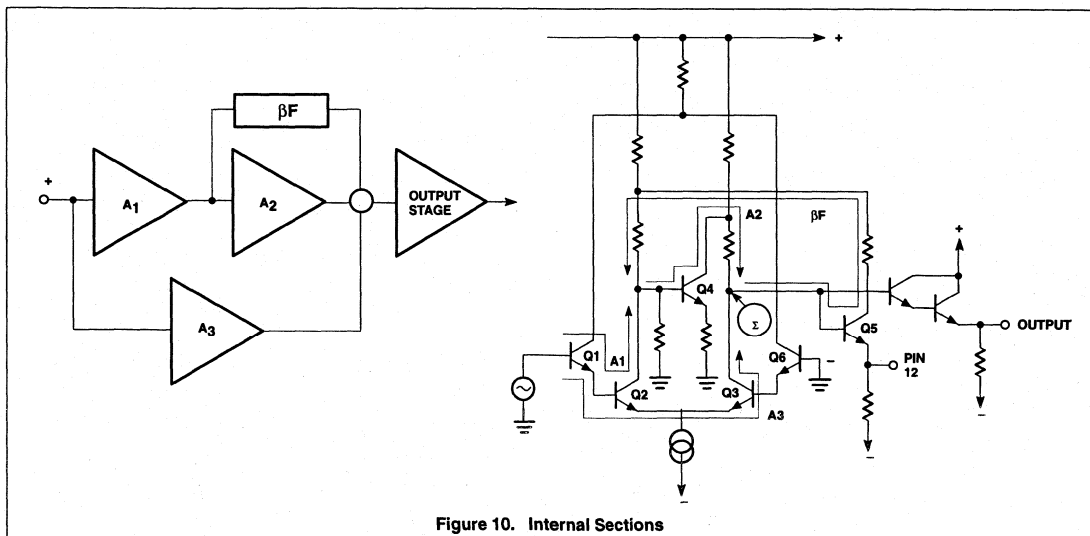 +
βF
A1
A2
OUTPUT
STAGE
A3
+
A2
βF
+
Q4
Σ
Q5
OUTPUT
Q1
A1
Q6
−
PIN
12
Q2
Q3
A3
−
−
−
Figure 10. Internal Sections